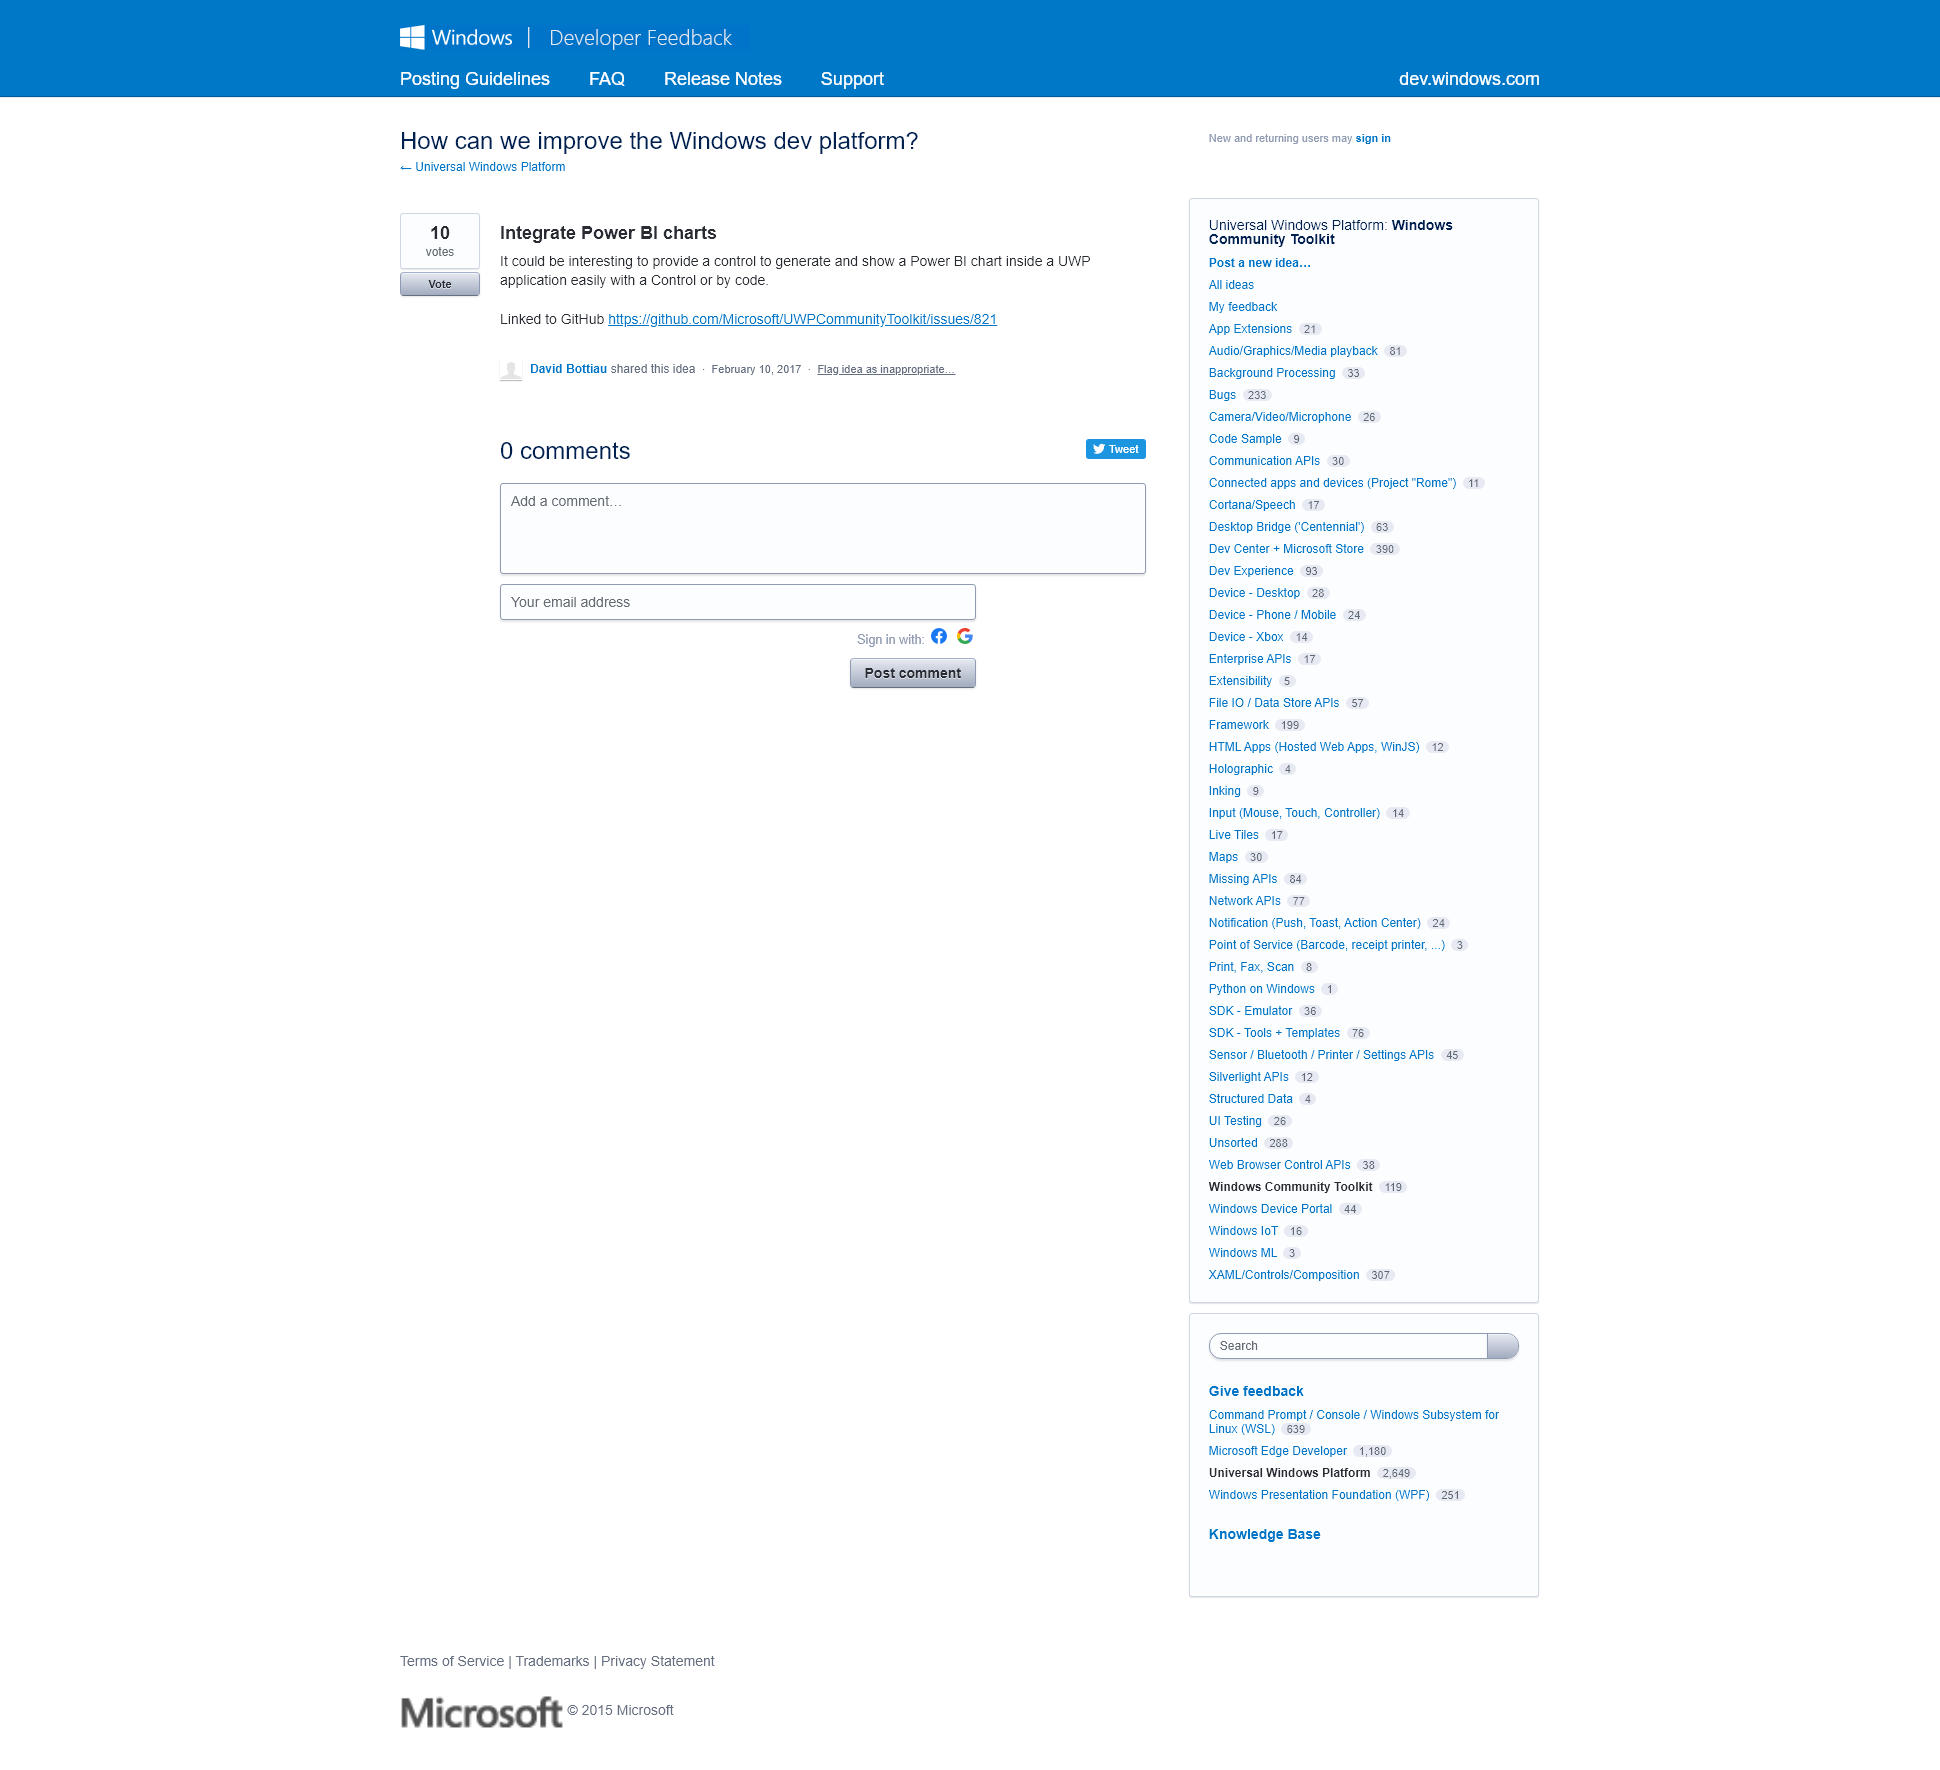 Windows | Developer Feedback
Posting Guidelines FAQ Release Notes Support dev.windows.com
How can we improve the Windows dev platform?
← Universal Windows Platform
New and returning users may sign in
10
votes
Vote
Integrate Power BI charts
It could be interesting to provide a control to generate and show a Power BI chart inside a UWP
application easily with a Control or by code.
Linked to GitHub https://github.com/Microsoft/UWPCommunityToolkit/issues/821
David Bottiau shared this idea · February 10, 2017 · Flag idea as inappropriate…
0 comments
Tweet
Add a comment…
Your email address
Sign in with:
Post comment
Universal Windows Platform: Windows
Community Toolkit
Post a new idea…
All ideas
My feedback
App Extensions 21
Audio/Graphics/Media playback 81
Background Processing 33
Bugs 233
Camera/Video/Microphone 26
Code Sample 9
Communication APIs 30
Connected apps and devices (Project "Rome") 11
Cortana/Speech 17
Desktop Bridge ('Centennial') 63
Dev Center + Microsoft Store 390
Dev Experience 93
Device - Desktop 28
Device - Phone / Mobile 24
Device - Xbox 14
Enterprise APIs 17
Extensibility 5
File IO / Data Store APIs 57
Framework 199
HTML Apps (Hosted Web Apps, WinJS) 12
Holographic 4
Inking 9
Input (Mouse, Touch, Controller) 14
Live Tiles 17
Maps 30
Missing APIs 84
Network APIs 77
Notification (Push, Toast, Action Center) 24
Point of Service (Barcode, receipt printer, ...) 3
Print, Fax, Scan 8
Python on Windows 1
SDK - Emulator 36
SDK - Tools + Templates 76
Sensor / Bluetooth / Printer / Settings APIs 45
Silverlight APIs 12
Structured Data 4
UI Testing 26
Unsorted 288
Web Browser Control APIs 38
Windows Community Toolkit 119
Windows Device Portal 44
Windows IoT 16
Windows ML 3
XAML/Controls/Composition 307
Search
Give feedback
Command Prompt / Console / Windows Subsystem for
Linux (WSL) 639
Microsoft Edge Developer 1,180
Universal Windows Platform 2,649
Windows Presentation Foundation (WPF) 251
Knowledge Base
Terms of Service | Trademarks | Privacy Statement
Microsoft © 2015 Microsoft